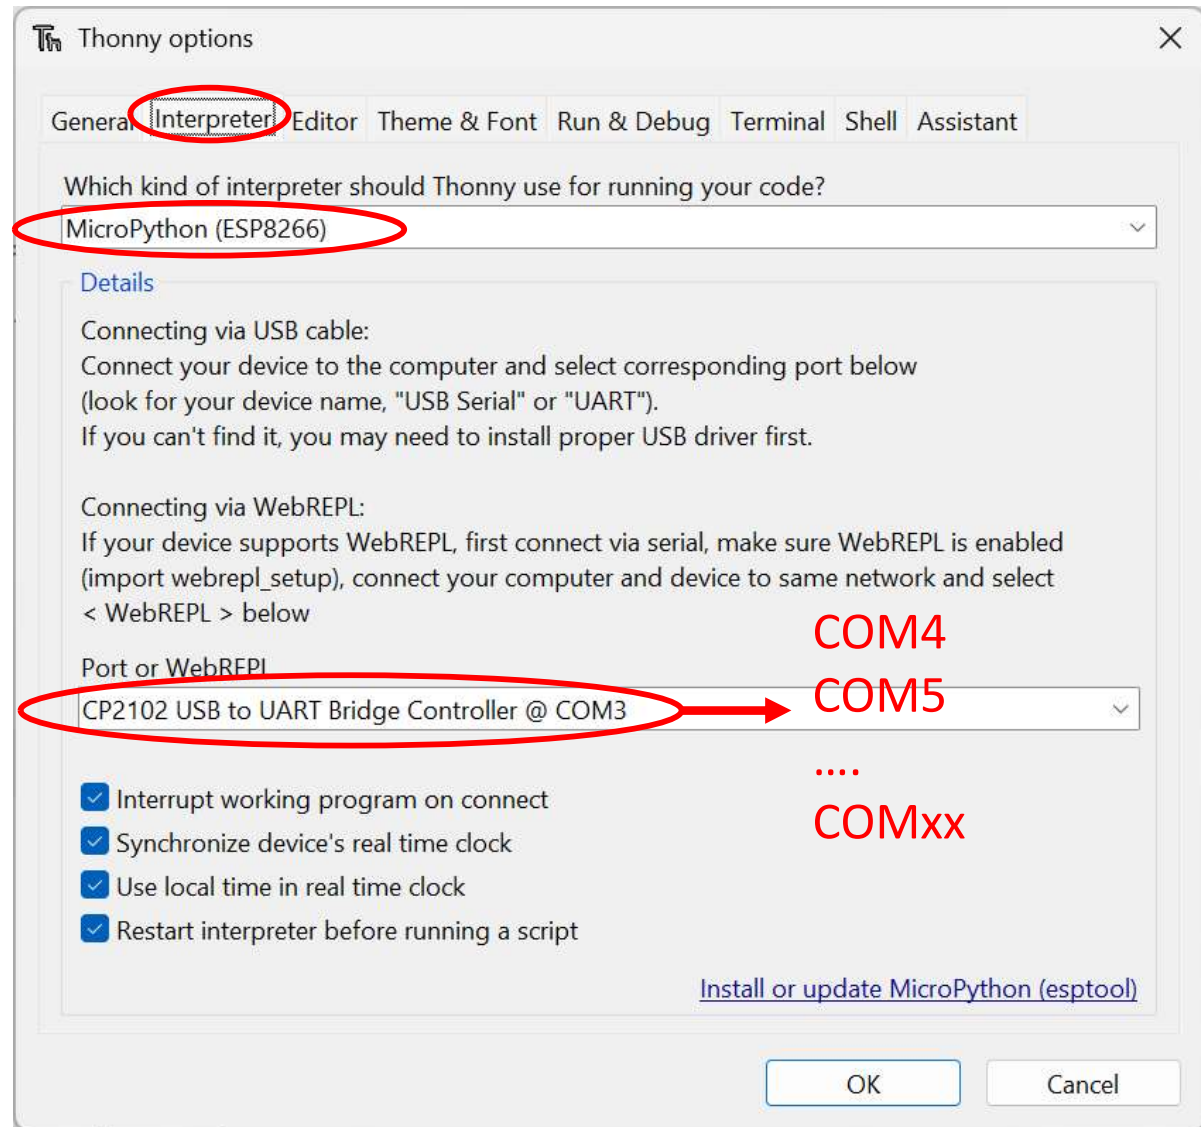 Thonny options
General Interpreter Editor Theme & Font Run & Debug Terminal Shell Assistant
Which kind of interpreter should Thonny use for running your code?
MicroPython (ESP8266)
Details
Connecting via USB cable:
Connect your device to the computer and select corresponding port below
(look for your device name, "USB Serial" or "UART").
If you can't find it, you may need to install proper USB driver first.
Connecting via WebREPL:
If your device supports WebREPL, first connect via serial, make sure WebREPL is enabled
(import webrepl_setup), connect your computer and device to same network and select
< WebREPL > below
Port or WebREPL
CP2102 USB to UART Bridge Controller @ COM3
COM4
COM5
....
COMxx
Interrupt working program on connect
Synchronize device's real time clock
Use local time in real time clock
Restart interpreter before running a script
Install or update MicroPython (esptool)
OK Cancel